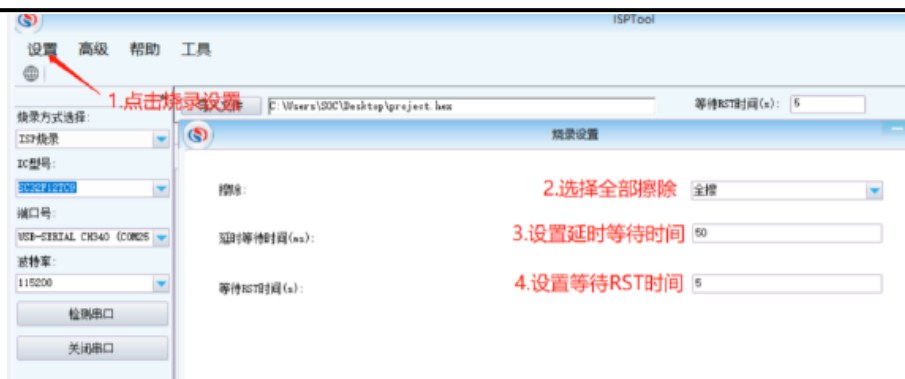 ISPTool
设置 高级 帮助 工具
1.点击烧录设置
C:\Users\SOC\Desktop\project.hex
等待RST时间(s): 5
烧录方式选择:
ISP烧录
烧录设置
IC型号:
SC32F12TC9
擦除: 2.选择全部擦除 全擦
端口号:
USB-SERIAL CH340 (COM25
延时等待时间(ms): 3.设置延时等待时间 50
波特率:
115200
等待RST时间(s): 4.设置等待RST时间 5
检测串口
关闭串口